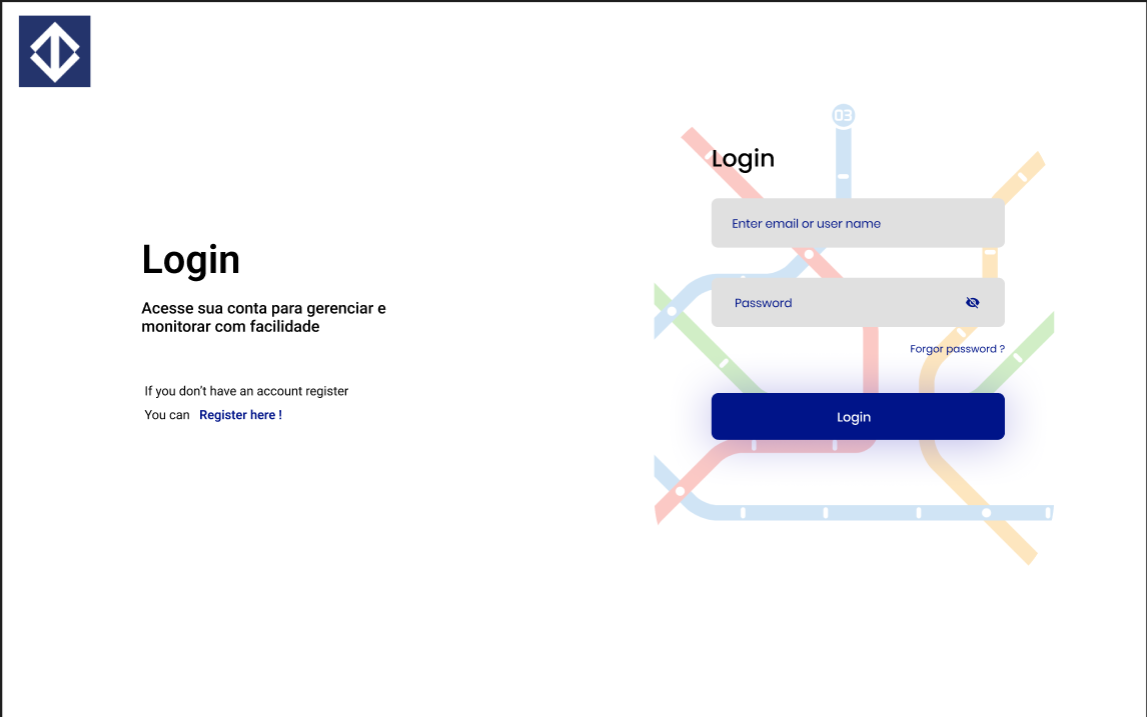 Login
Acesse sua conta para gerenciar e
monitorar com facilidade
If you don't have an account register
You can Register here !
03
Login
Enter email or user name
Password
Forgor password ?
Login